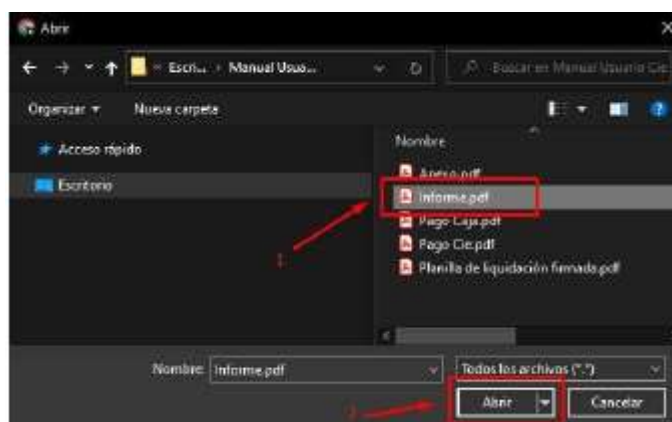 Abrir
Escri... › Manual Usua...
Buscar en Manual Usuario Cie
Organizar
Nueva carpeta
Acceso rápido
Escritorio
Nombre
Anexo.pdf
Informe.pdf
Pago Caja.pdf
Pago Cie.pdf
Planilla de liquidación firmada.pdf
1
Nombre: Informe.pdf
Todos los archivos (*.*)
2
Abrir
Cancelar